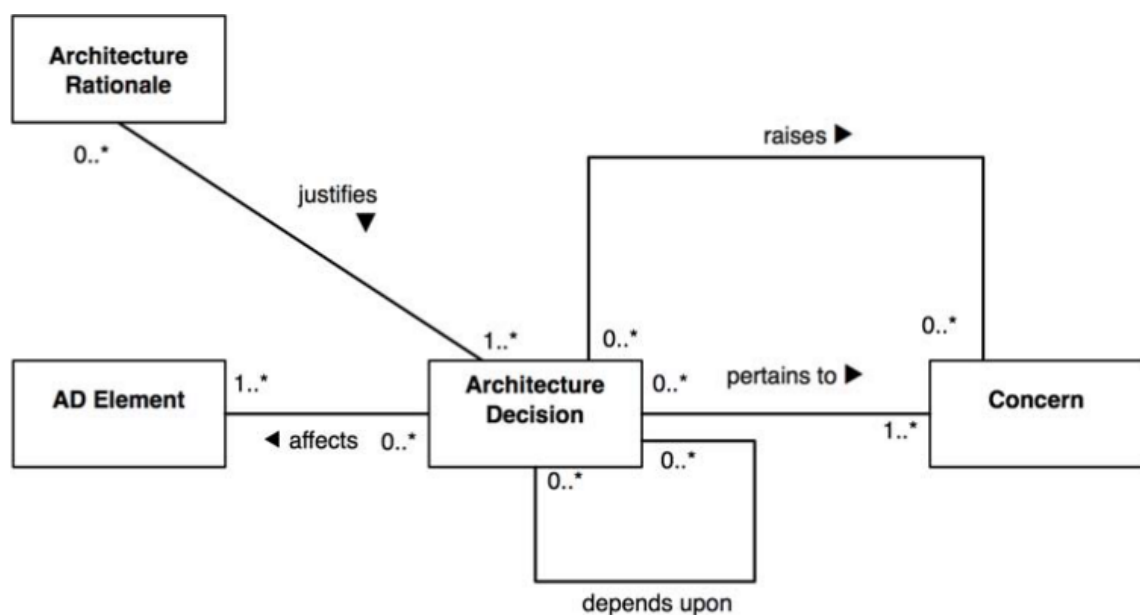 Architecture
Rationale
0..*
raises ►
justifies
▼
1..*
0..*
0..*
AD Element
1..*
◄ affects
0..*
Architecture
Decision
0..*
pertains to ►
1..*
Concern
0..*
0..*
depends upon